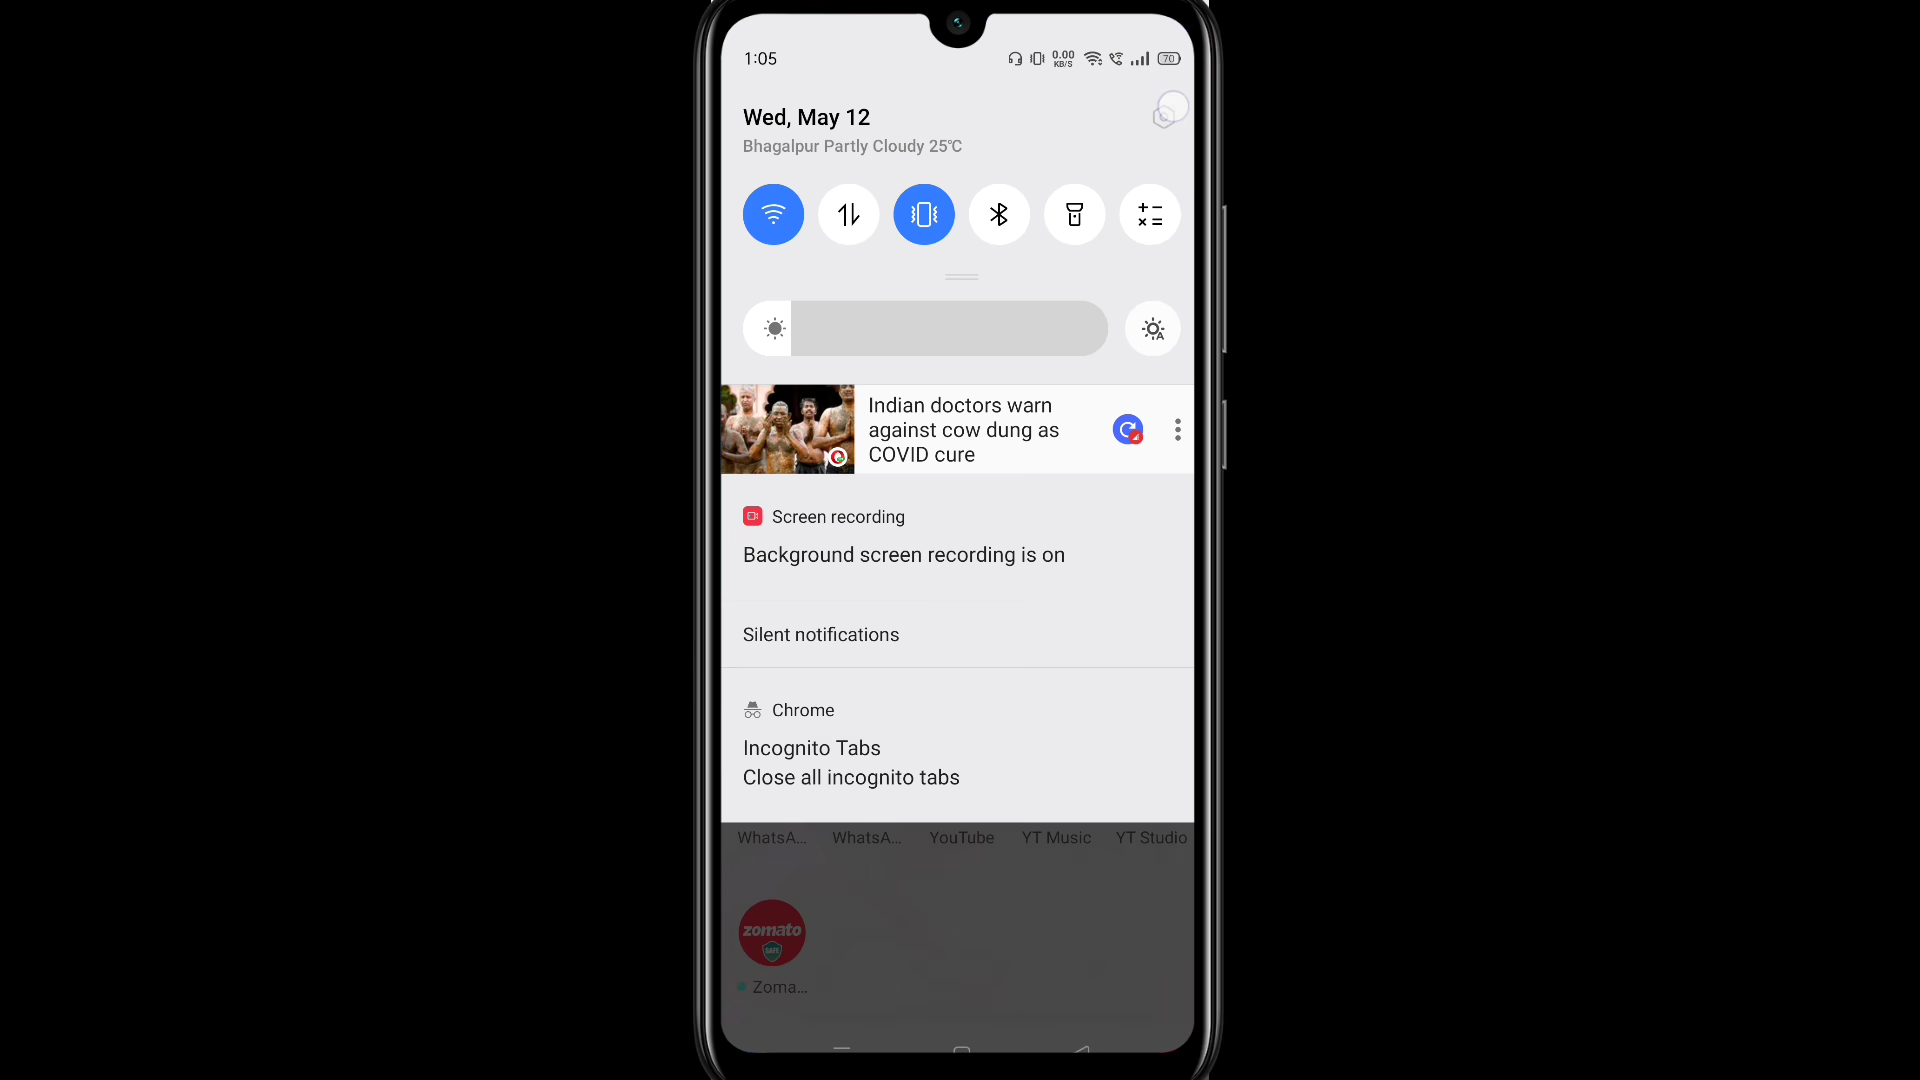 1:05
0.00
KB/S
70
Wed, May 12
Bhagalpur Partly Cloudy 25°C
A
Indian doctors warn
against cow dung as
COVID cure
Screen recording
Background screen recording is on
Silent notifications
Chrome
Incognito Tabs
Close all incognito tabs
WhatsA... WhatsA... YouTube YT Music YT Studio
zomato
SAFE
Zoma...